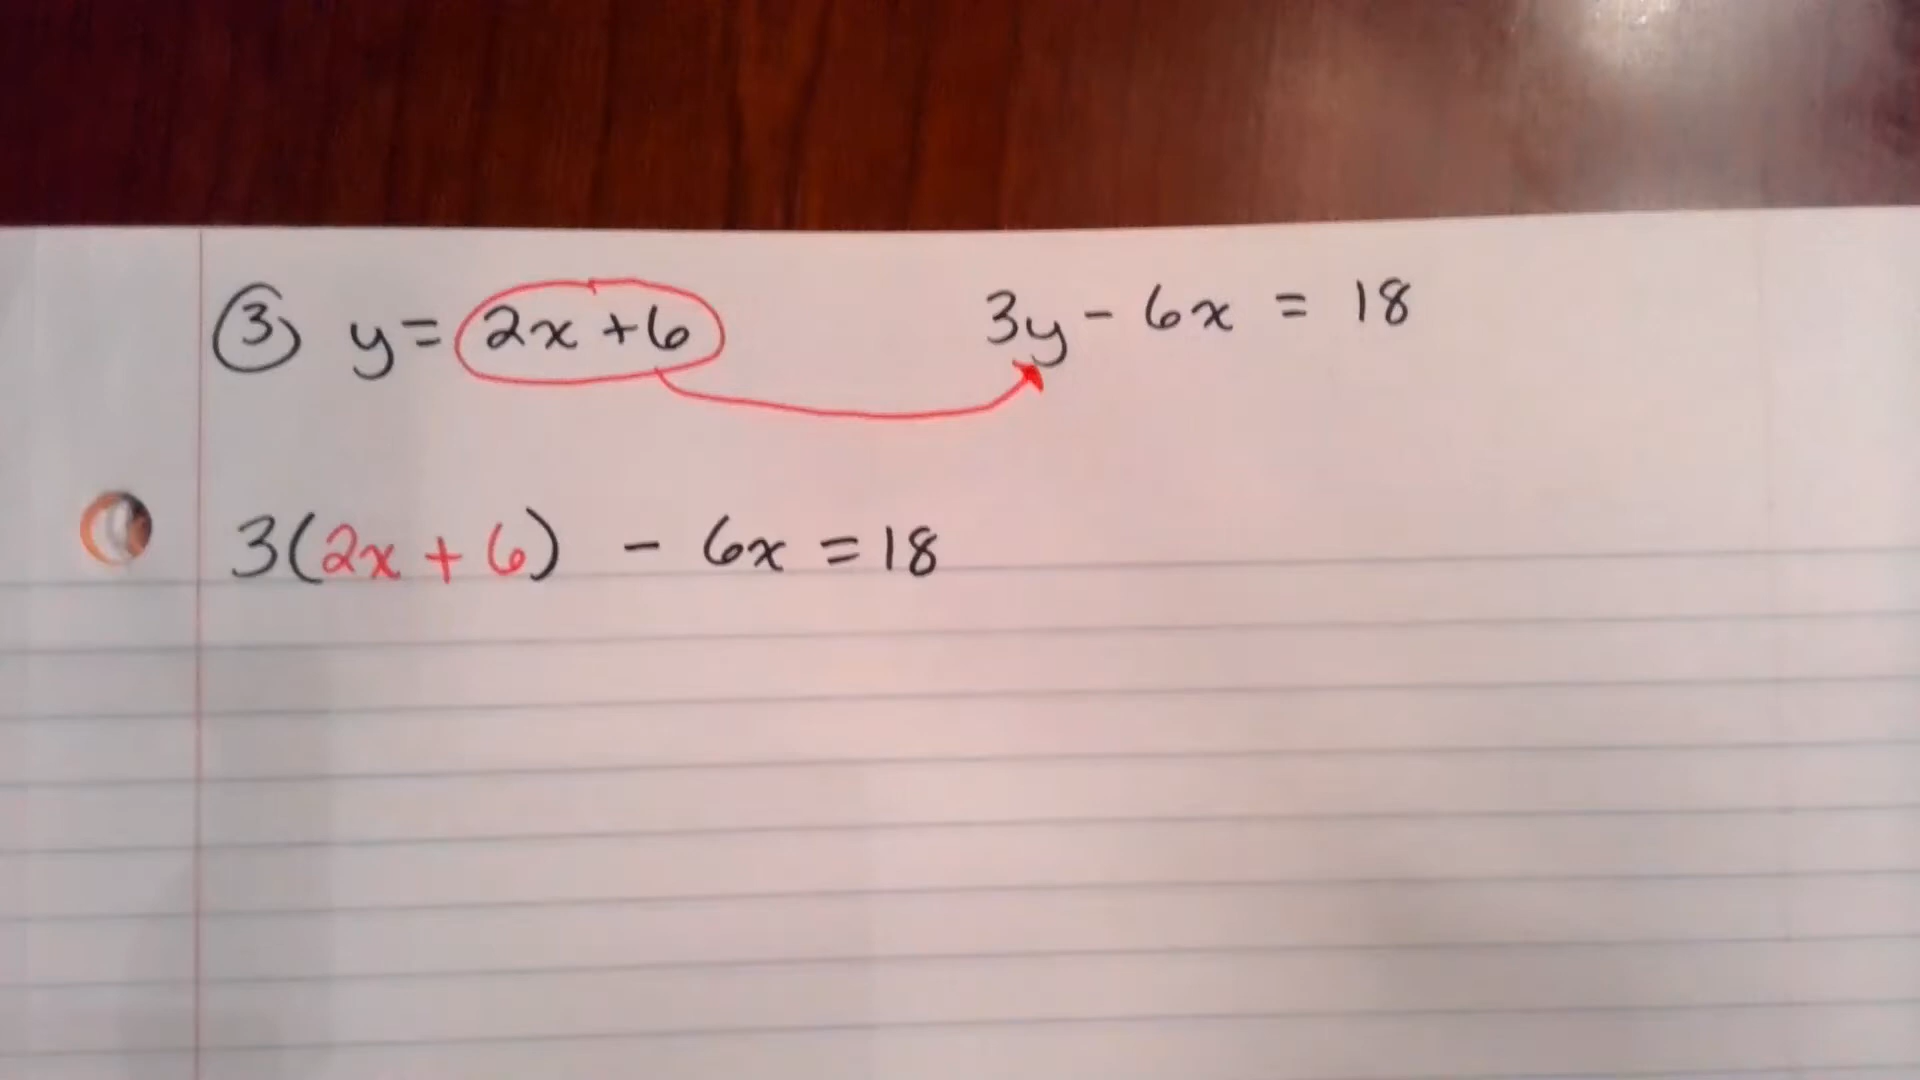 ③ y = 2x + 6 3y - 6x = 18
3(2x + 6) - 6x = 18